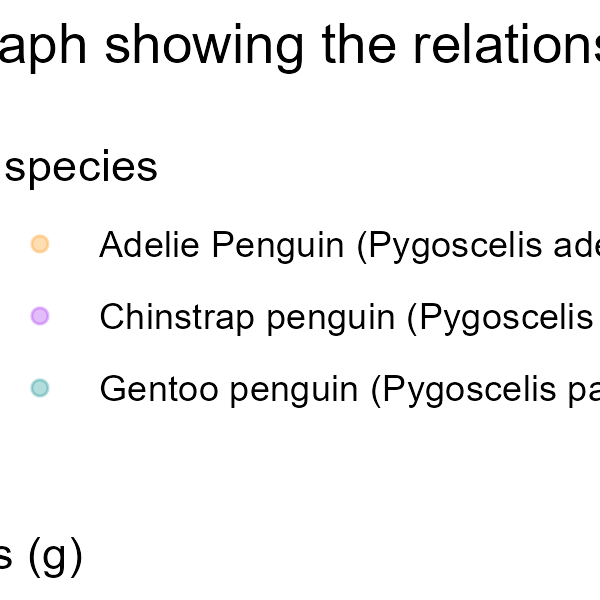 aph showing the relations
species
Adelie Penguin (Pygoscelis ade
Chinstrap penguin (Pygoscelis
Gentoo penguin (Pygoscelis pa
s (g)